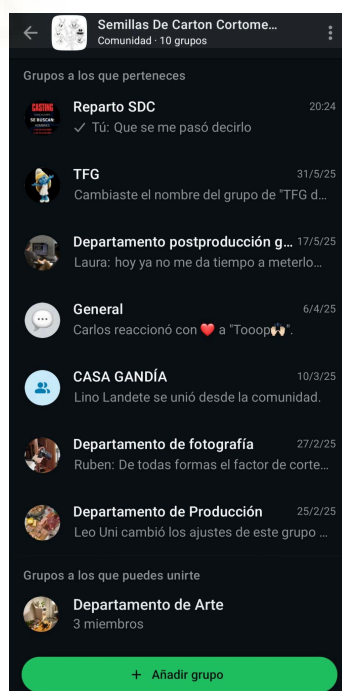 Semillas De Carton Cortome...
Comunidad · 10 grupos
Grupos a los que perteneces
CASTING
SE BUSCAN
Reparto SDC 20:24
✓ Tú: Que se me pasó decirlo
TFG 31/5/25
Cambiaste el nombre del grupo de "TFG d...
Departamento postproducción g... 17/5/25
Laura: hoy ya no me da tiempo a meterlo...
General 6/4/25
Carlos reaccionó con ❤️ a "Tooop🙌🏻".
CASA GANDÍA 10/3/25
Lino Landete se unió desde la comunidad.
Departamento de fotografía 27/2/25
Ruben: De todas formas el factor de corte...
Departamento de Producción 25/2/25
Leo Uni cambió los ajustes de este grupo ...
Grupos a los que puedes unirte
Departamento de Arte
3 miembros
+ Añadir grupo